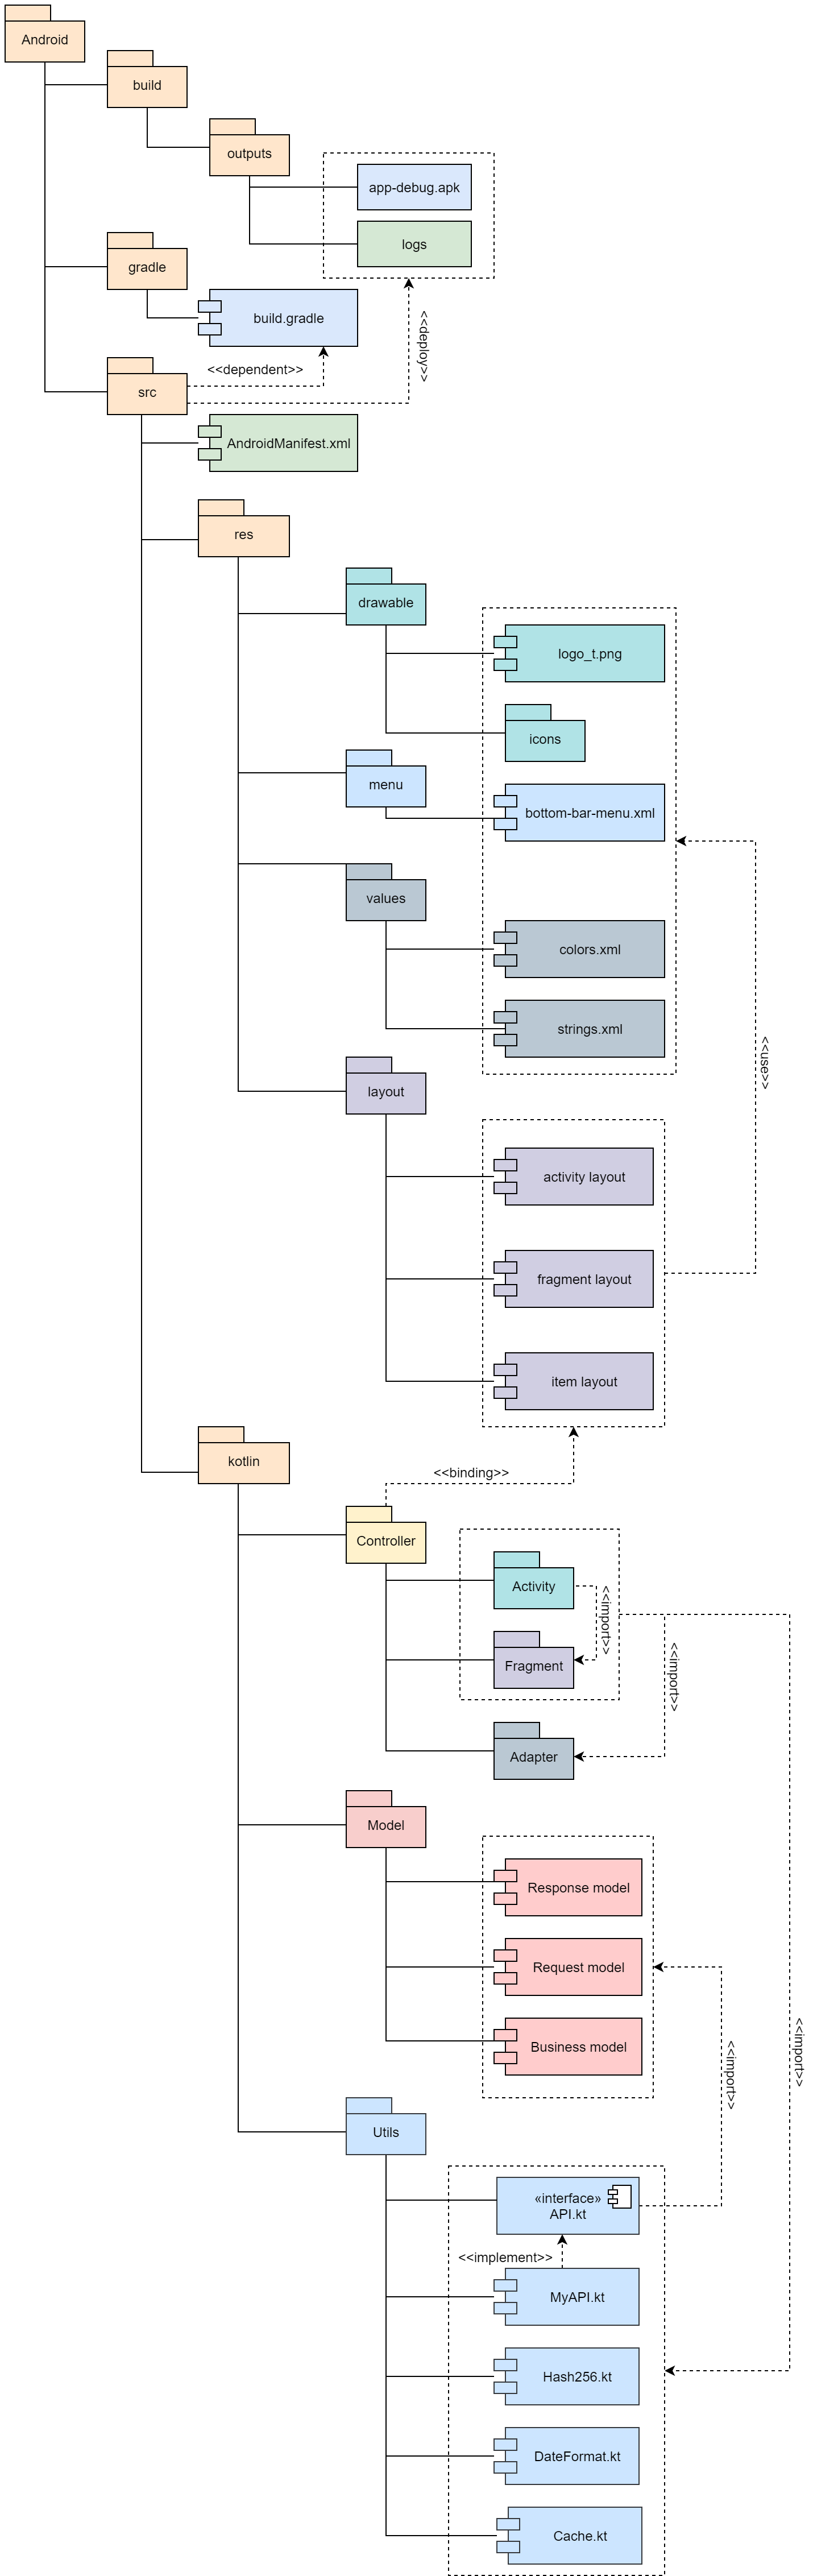 Android
build
outputs
app-debug.apk
logs
gradle
build.gradle
<<deploy>>
<<dependent>>
src
AndroidManifest.xml
res
drawable
logo_t.png
icons
menu
bottom-bar-menu.xml
values
colors.xml
strings.xml
<<use>>
layout
activity layout
fragment layout
item layout
kotlin
<<binding>>
Controller
Activity
<<import>>
Fragment
<<import>>
Adapter
Model
Response model
Request model
Business model
<<import>>
<<import>>
Utils
«interface»
API.kt
<<implement>>
MyAPI.kt
Hash256.kt
DateFormat.kt
Cache.kt